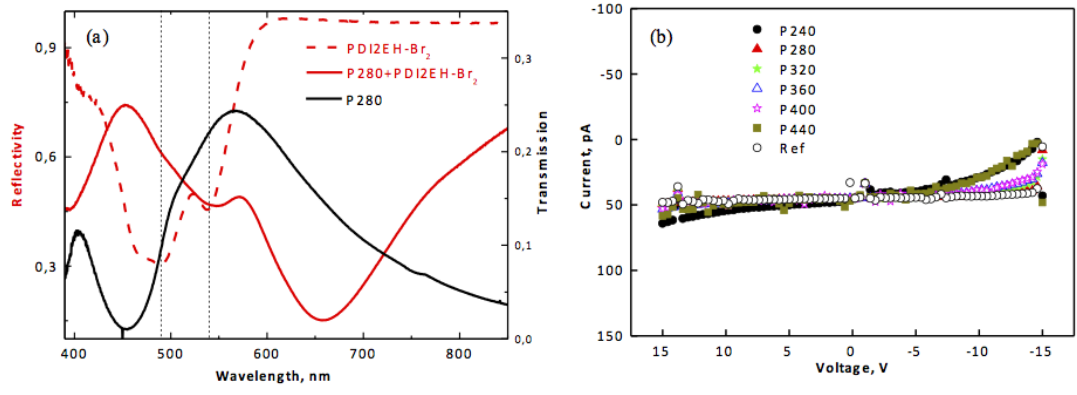 (a)
0,9
0,6
0,3
Reflectivity
PDI2EH-Br2
P280+PDI2EH-Br2
P280
0,3
0,2
0,1
0,0
Transmission
400 500 600 700 800
Wavelength, nm
(b)
-100
-50
0
50
100
150
Current, pA
P240
P280
P320
P360
P400
P440
Ref
15 10 5 0 -5 -10 -15
Voltage, V